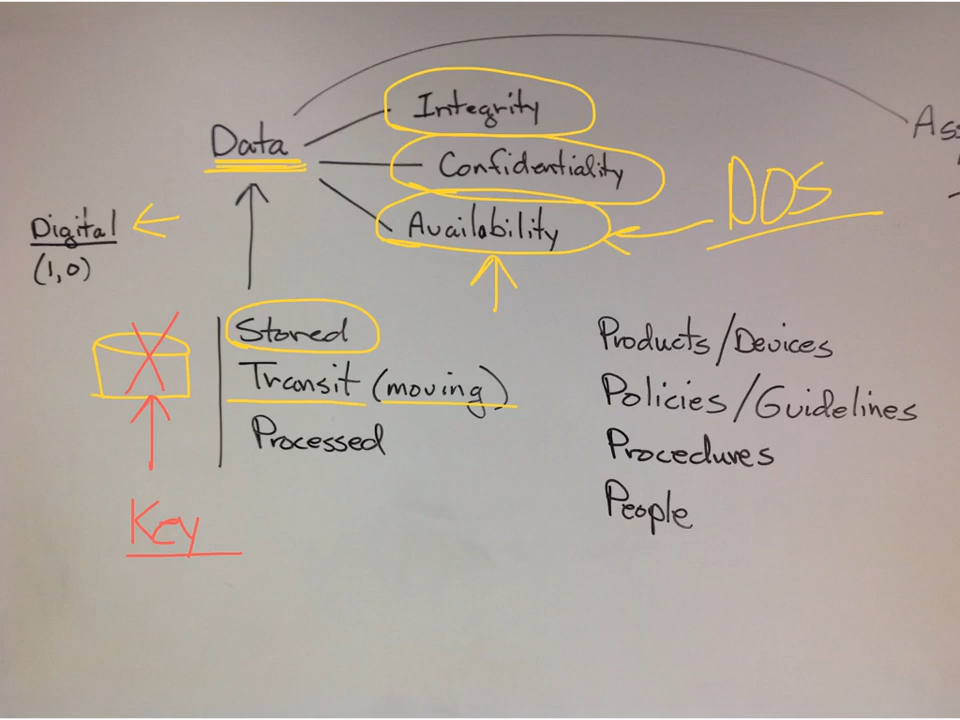 Integrity
Data
Confidentiality
Availability
DOS
Digital
(1,0)
Stored
Transit (moving)
Processed
Key
Products/Devices
Policies/Guidelines
Procedures
People